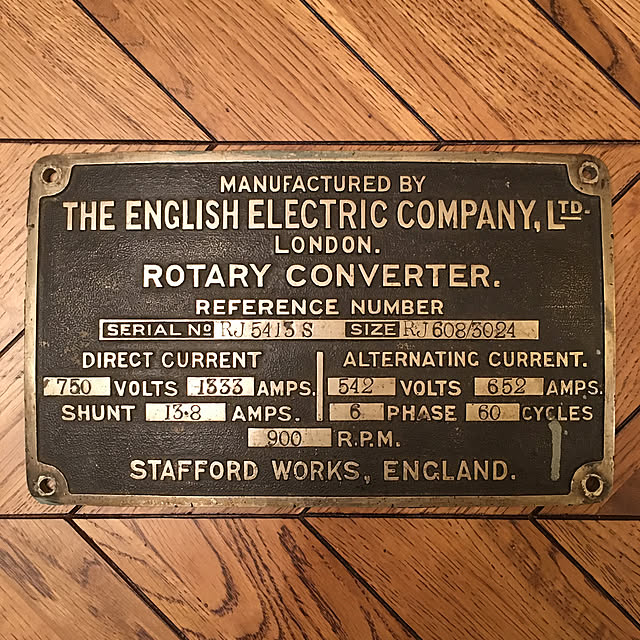 MANUFACTURED BY
THE ENGLISH ELECTRIC COMPANY, LTD.
LONDON.
ROTARY CONVERTER.
REFERENCE NUMBER
SERIAL No RJ 5413 S SIZE RJ 608/3024
DIRECT CURRENT ALTERNATING CURRENT.
750 VOLTS 1333 AMPS. 542 VOLTS 652 AMPS.
SHUNT 13·8 AMPS. 6 PHASE 60 CYCLES
900 R.P.M.
STAFFORD WORKS, ENGLAND.